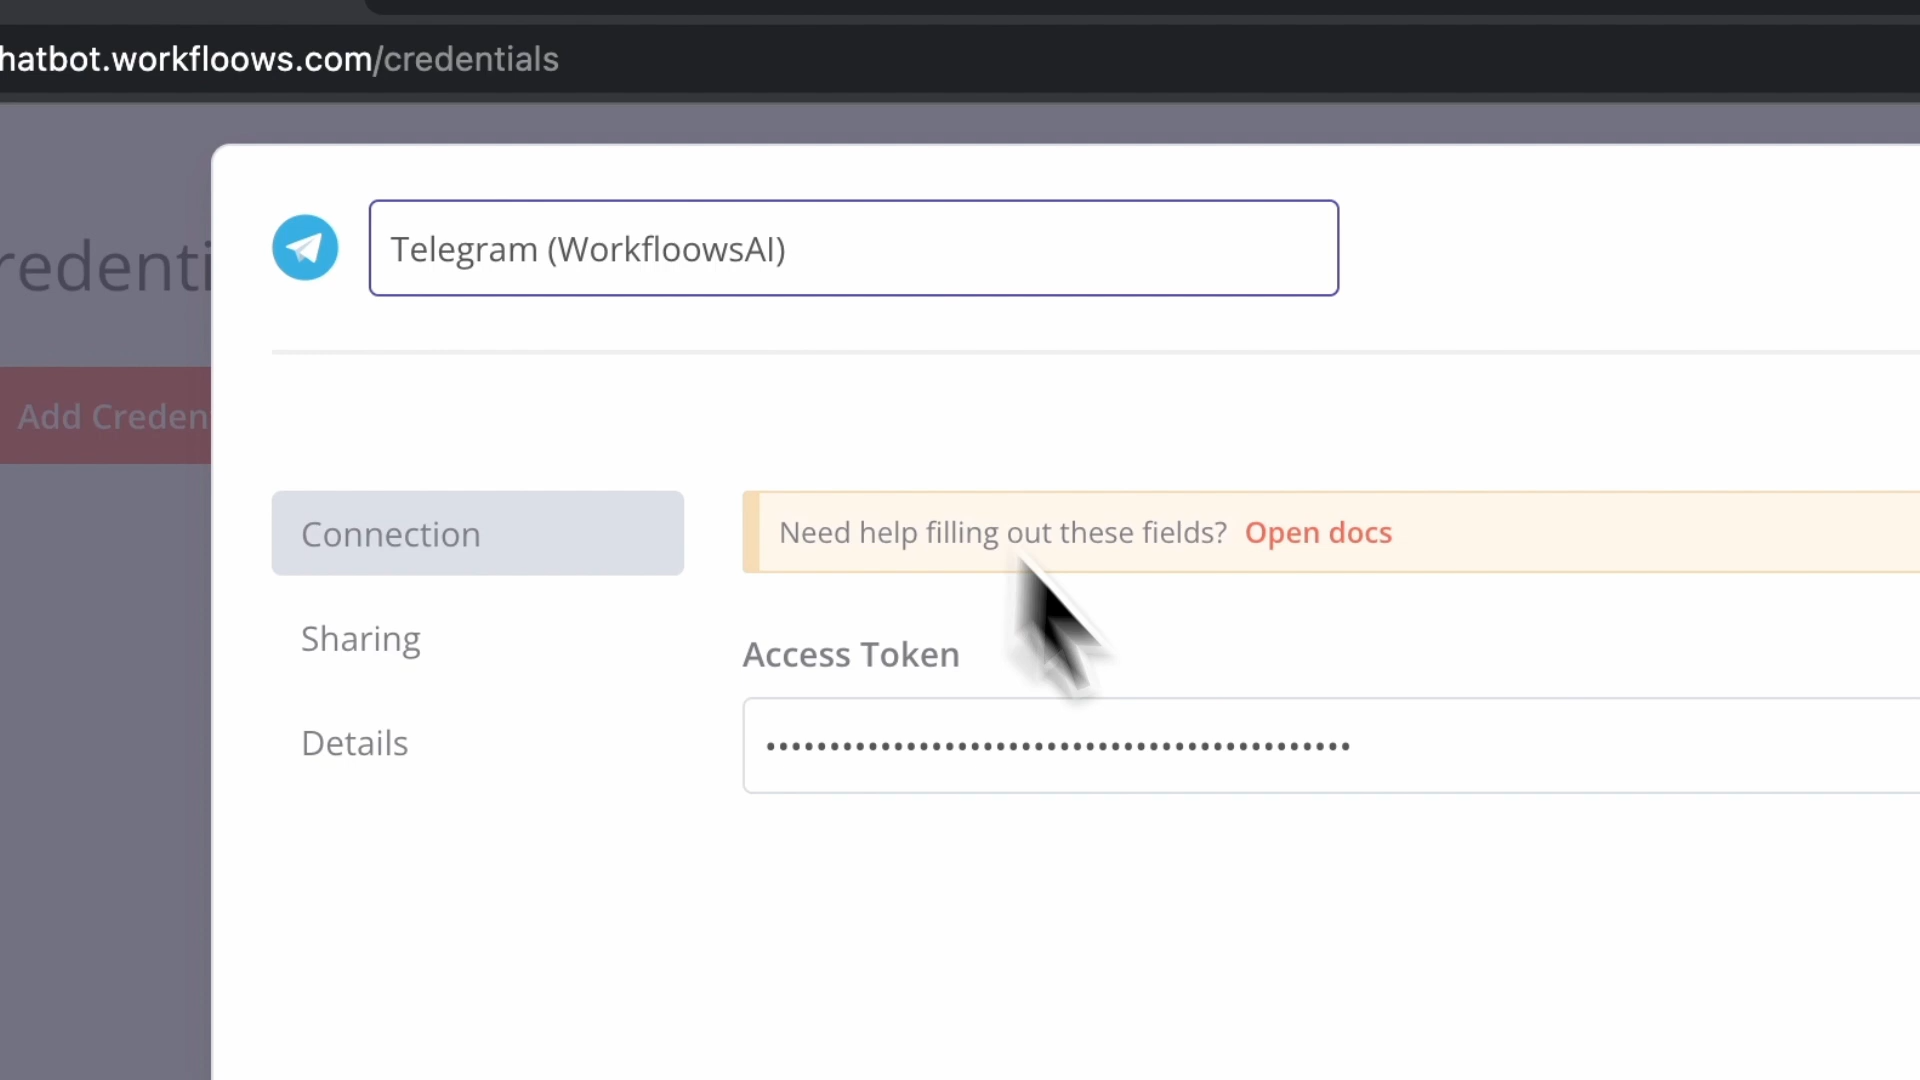 hatbot.workfloows.com/credentials
redenti
Telegram (WorkfloowsAI)
Add Creden
Connection
Need help filling out these fields? Open docs
Sharing
Access Token
Details
••••••••••••••••••••••••••••••••••••••••••••••